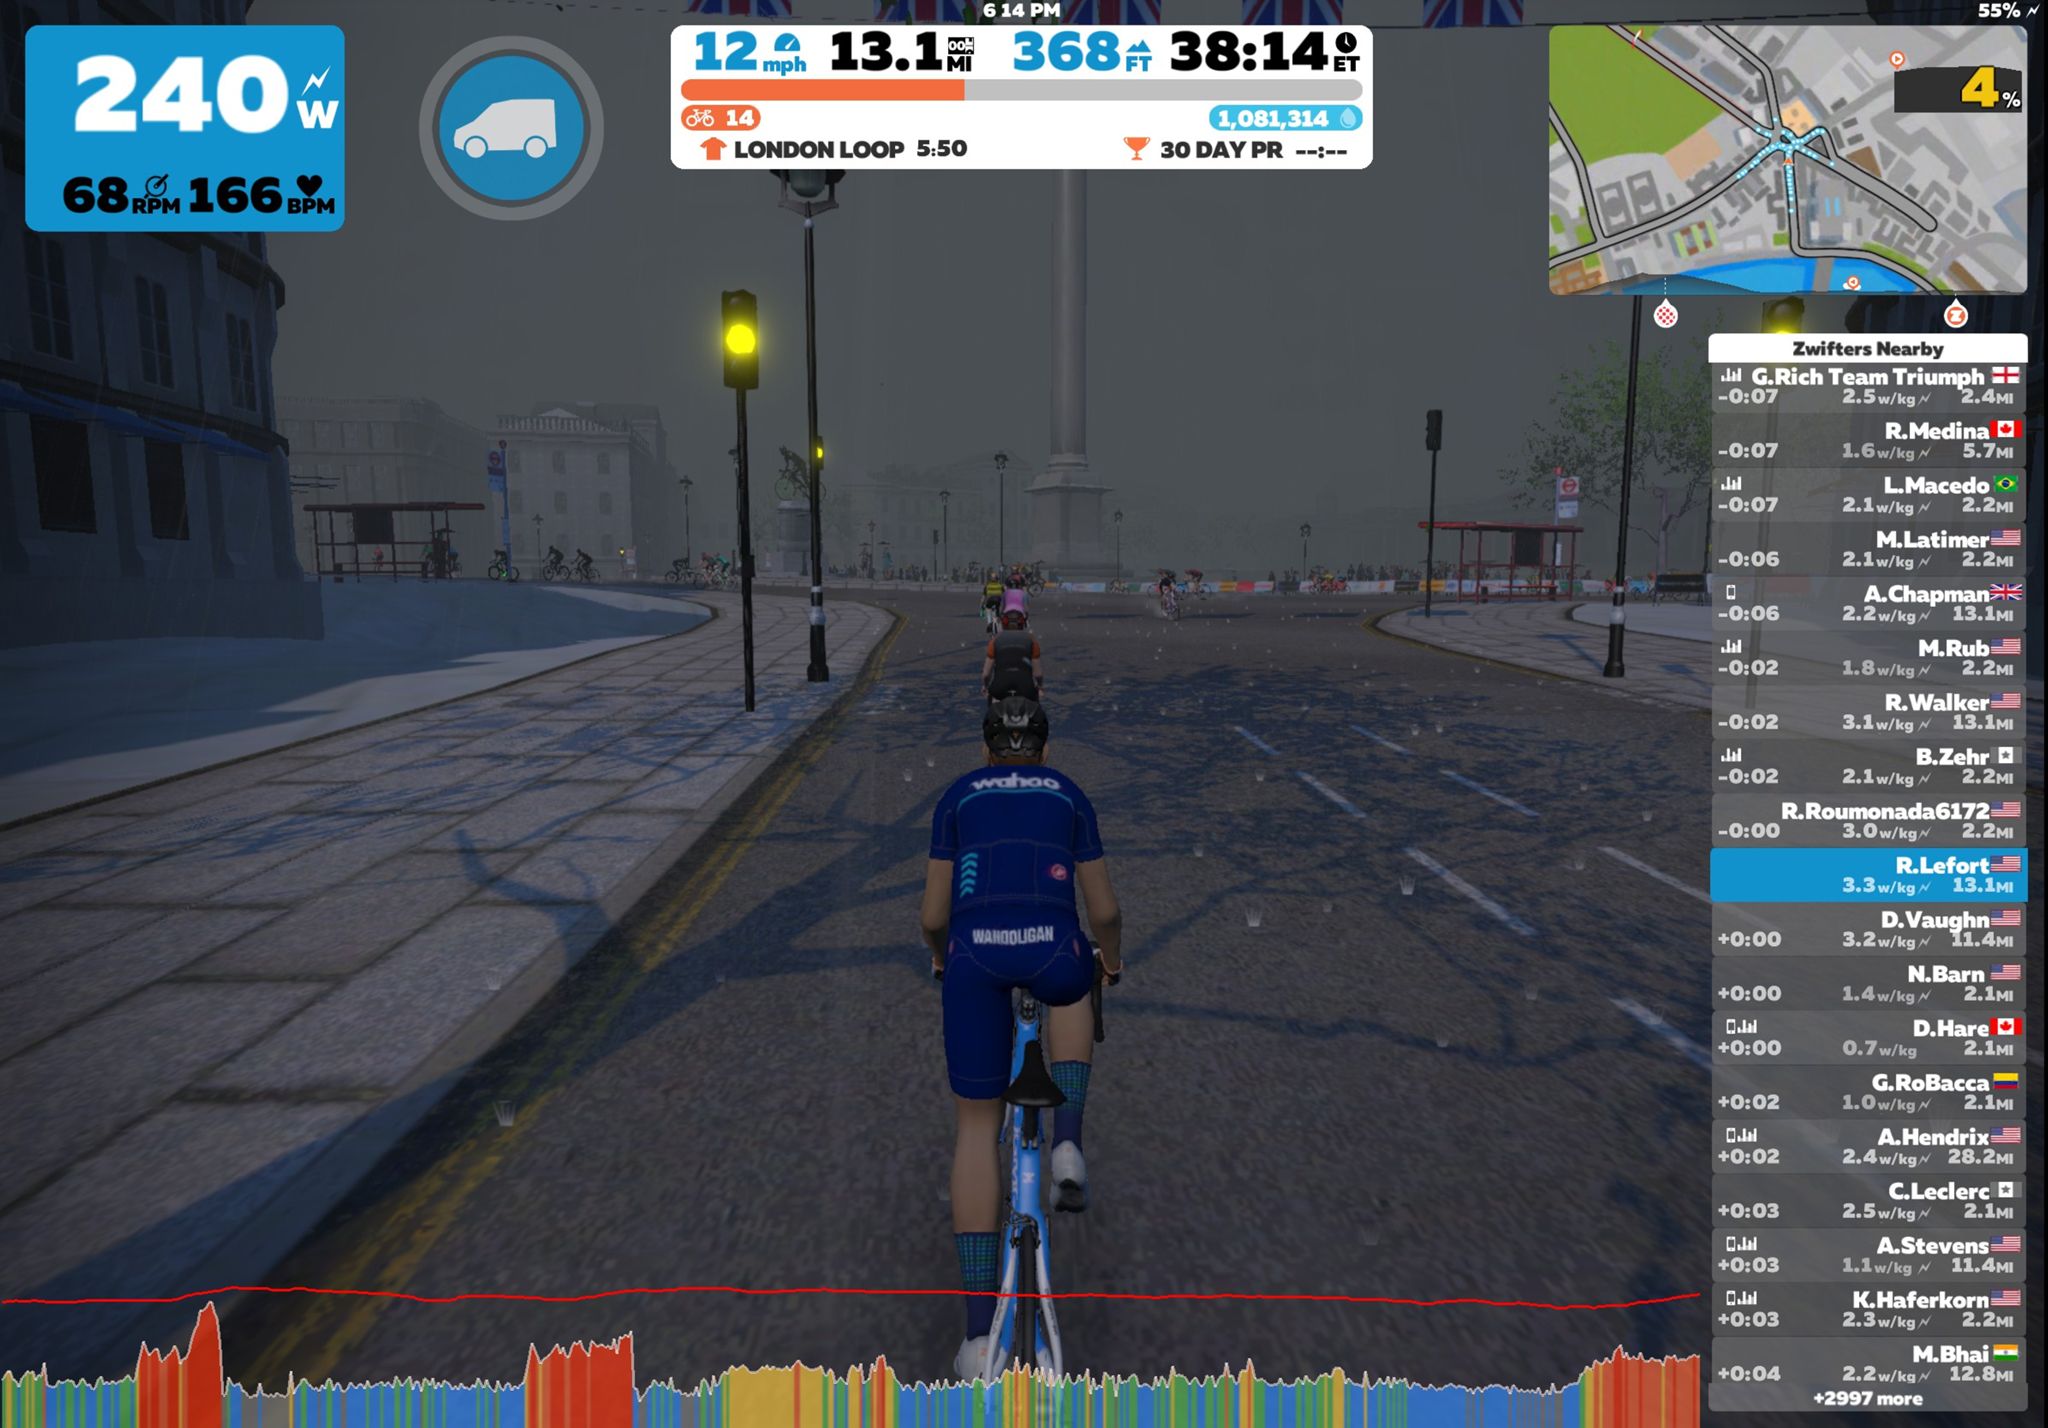 6 14 PM
55%
240 W
68 RPM 166 BPM
12 mph 13.1 MI 368 FT 38:14 ET
14 1,081,314
LONDON LOOP 5:50 30 DAY PR --:--
4 %
Z
Zwifters Nearby
G.Rich Team Triumph
-0:07 2.5w/kg 2.4MI
R.Medina
-0:07 1.6w/kg 5.7MI
L.Macedo
-0:07 2.1w/kg 2.2MI
M.Latimer
-0:06 2.1w/kg 2.2MI
A.Chapman
-0:06 2.2w/kg 13.1MI
M.Rub
-0:02 1.8w/kg 2.2MI
R.Walker
-0:02 3.1w/kg 13.1MI
B.Zehr
-0:02 2.1w/kg 2.2MI
R.Roumonada6172
-0:00 3.0w/kg 2.2MI
R.Lefort
3.3w/kg 13.1MI
D.Vaughn
+0:00 3.2w/kg 11.4MI
N.Barn
+0:00 1.4w/kg 2.1MI
D.Hare
+0:00 0.7w/kg 2.1MI
G.RoBacca
+0:02 1.0w/kg 2.1MI
A.Hendrix
+0:02 2.4w/kg 28.2MI
C.Leclerc
+0:03 2.5w/kg 2.1MI
A.Stevens
+0:03 1.1w/kg 11.4MI
K.Haferkorn
+0:03 2.3w/kg 2.2MI
M.Bhai
+0:04 2.2w/kg 12.8MI
+2997 more
wahoo
WAHOOLIGAN